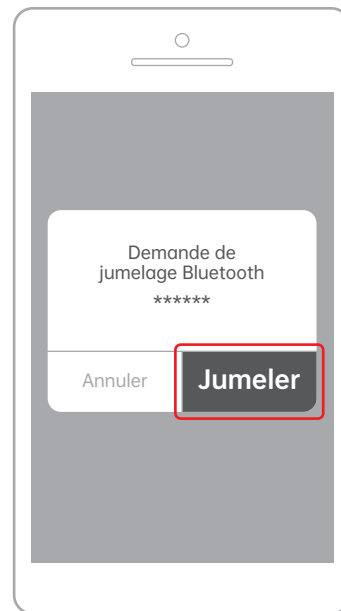 Demande de
jumelage Bluetooth
******
Annuler
Jumeler